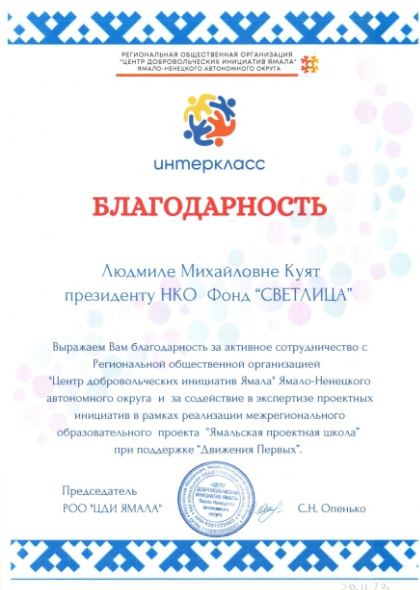 РЕГИОНАЛЬНАЯ ОБЩЕСТВЕННАЯ ОРГАНИЗАЦИЯ
"ЦЕНТР ДОБРОВОЛЬЧЕСКИХ ИНИЦИАТИВ ЯМАЛА"
ЯМАЛО-НЕНЕЦКОГО АВТОНОМНОГО ОКРУГА
интеркласс
БЛАГОДАРНОСТЬ
Людмиле Михайловне Куят
президенту НКО Фонд "СВЕТЛИЦА"
Выражаем Вам благодарность за активное сотрудничество с
Региональной общественной организацией
"Центр добровольческих инициатив Ямала" Ямало-Ненецкого
автономного округа и за содействие в экспертизе проектных
инициатив в рамках реализации межрегионального
образовательного проекта "Ямальская проектная школа"
при поддержке "Движения Первых".
Председатель
РОО "ЦДИ ЯМАЛА"
С.Н. Опенько